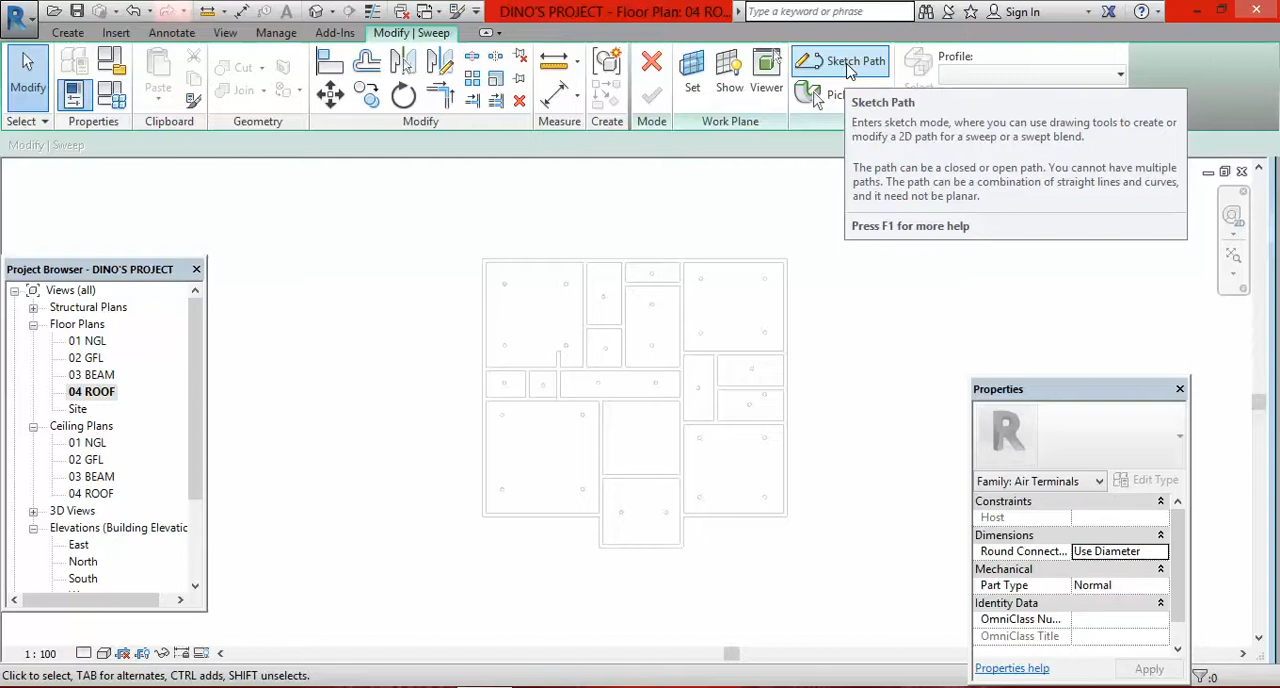 DINO'S PROJECT - Floor Plan: 04 RO...
Type a keyword or phrase
Sign In
Create Insert Annotate View Manage Add-Ins Modify | Sweep
Modify
Paste
Cut
Join
Set
Show
Viewer
Sketch Path
Profile:
Select Properties Clipboard Geometry Modify Measure Create Mode Work Plane
Modify | Sweep
Sketch Path
Enters sketch mode, where you can use drawing tools to create or
modify a 2D path for a sweep or a swept blend.
The path can be a closed or open path. You cannot have multiple
paths. The path can be a combination of straight lines and curves,
and it need not be planar.
Press F1 for more help
Project Browser - DINO'S PROJECT
Views (all)
Structural Plans
Floor Plans
01 NGL
02 GFL
03 BEAM
04 ROOF
Site
Ceiling Plans
01 NGL
02 GFL
03 BEAM
04 ROOF
3D Views
Elevations (Building Elevatic
East
North
South
Properties
Family: Air Terminals
Edit Type
Constraints
Host
Dimensions
Round Connect... Use Diameter
Mechanical
Part Type Normal
Identity Data
OmniClass Nu...
OmniClass Title
Properties help
Apply
1 : 100
Click to select, TAB for alternates, CTRL adds, SHIFT unselects.
:0